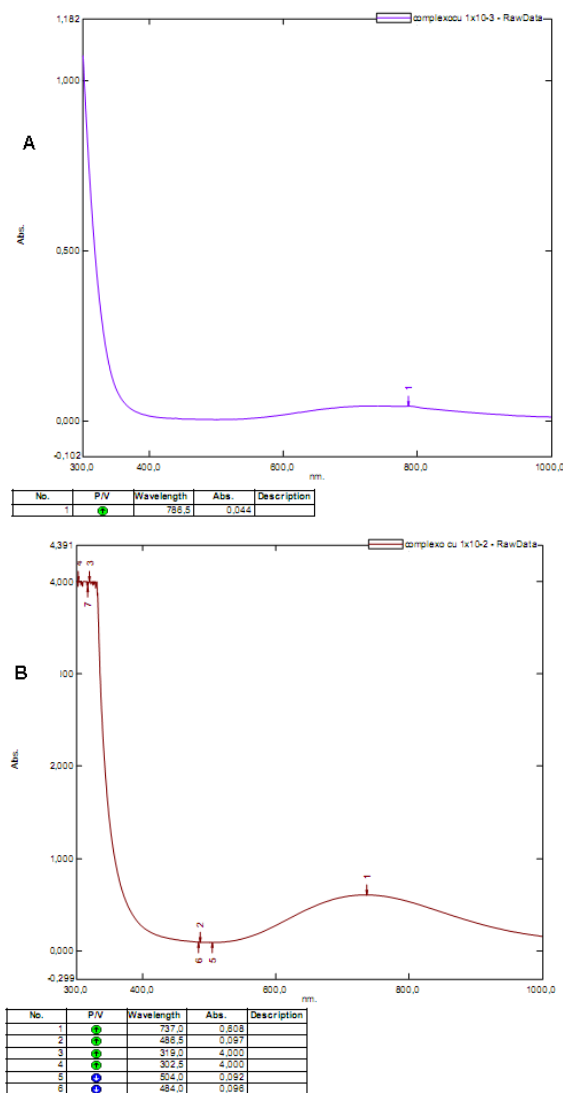 1,182
complexocu 1x10-3 - RawData
1,000
A
Abs.
0,500
1
0,000
-0,102
300,0 400,0 600,0 800,0 1000,0
nm.
No. P/V Wavelength Abs. Description
1 786,5 0,044
4,391
complexo cu 1x10-2 - RawData
4 3
4,000
7
B
00
Abs.
2,000
1,000
1
2
0,000
6 5
-0,299
300,0 400,0 600,0 800,0 1000,0
nm.
No. P/V Wavelength Abs. Description
1 737,0 0,608
2 486,5 0,097
3 319,0 4,000
4 302,5 4,000
5 504,0 0,092
6 484,0 0,096